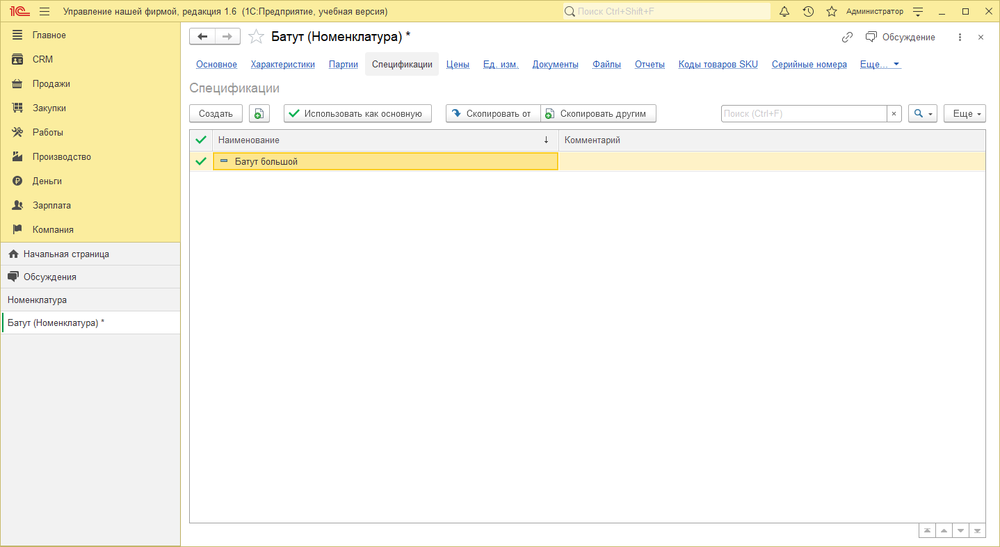 1С Управление нашей фирмой, редакция 1.6 (1С:Предприятие, учебная версия) Поиск Ctrl+Shift+F Администратор
Главное
CRM
Продажи
Закупки
Работы
Производство
Деньги
Зарплата
Компания
Начальная страница
Обсуждения
Номенклатура
Батут (Номенклатура) *
Батут (Номенклатура) * Обсуждение
Основное Характеристики Партии Спецификации Цены Ед. изм. Документы Файлы Отчеты Коды товаров SKU Серийные номера Еще...
Спецификации
Создать Использовать как основную Скопировать от Скопировать другим Поиск (Ctrl+F) × Еще
Наименование ↓ Комментарий
Батут большой